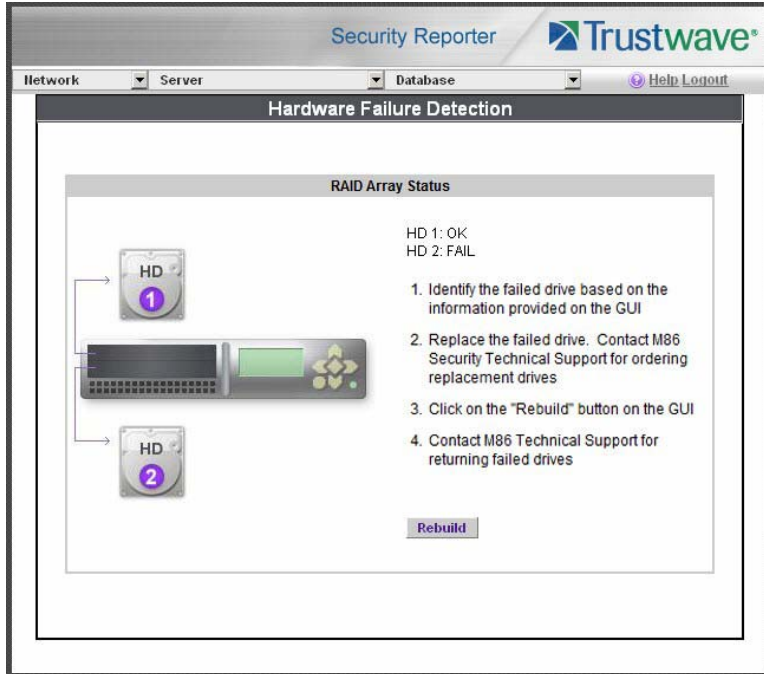 Security Reporter
Trustwave®
Network
Server
Database
Help Logout
Hardware Failure Detection
RAID Array Status
HD 1: OK
HD 2: FAIL
HD
1
HD
2
1. Identify the failed drive based on the
information provided on the GUI
2. Replace the failed drive. Contact M86
Security Technical Support for ordering
replacement drives
3. Click on the "Rebuild" button on the GUI
4. Contact M86 Technical Support for
returning failed drives
Rebuild